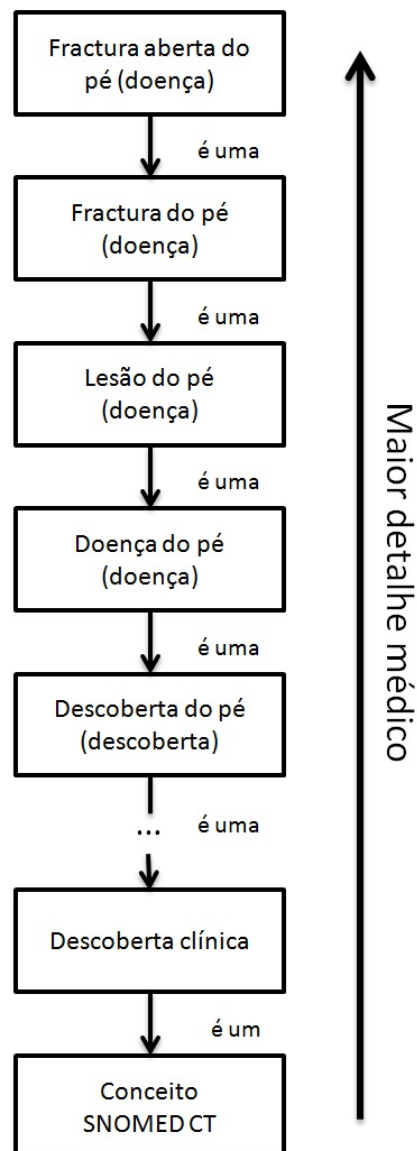 Fractura aberta do
pé (doença)
é uma
Fractura do pé
(doença)
é uma
Lesão do pé
(doença)
é uma
Doença do pé
(doença)
é uma
Descoberta do pé
(descoberta)
... é uma
Descoberta clínica
é um
Conceito
SNOMED CT
Maior detalhe médico